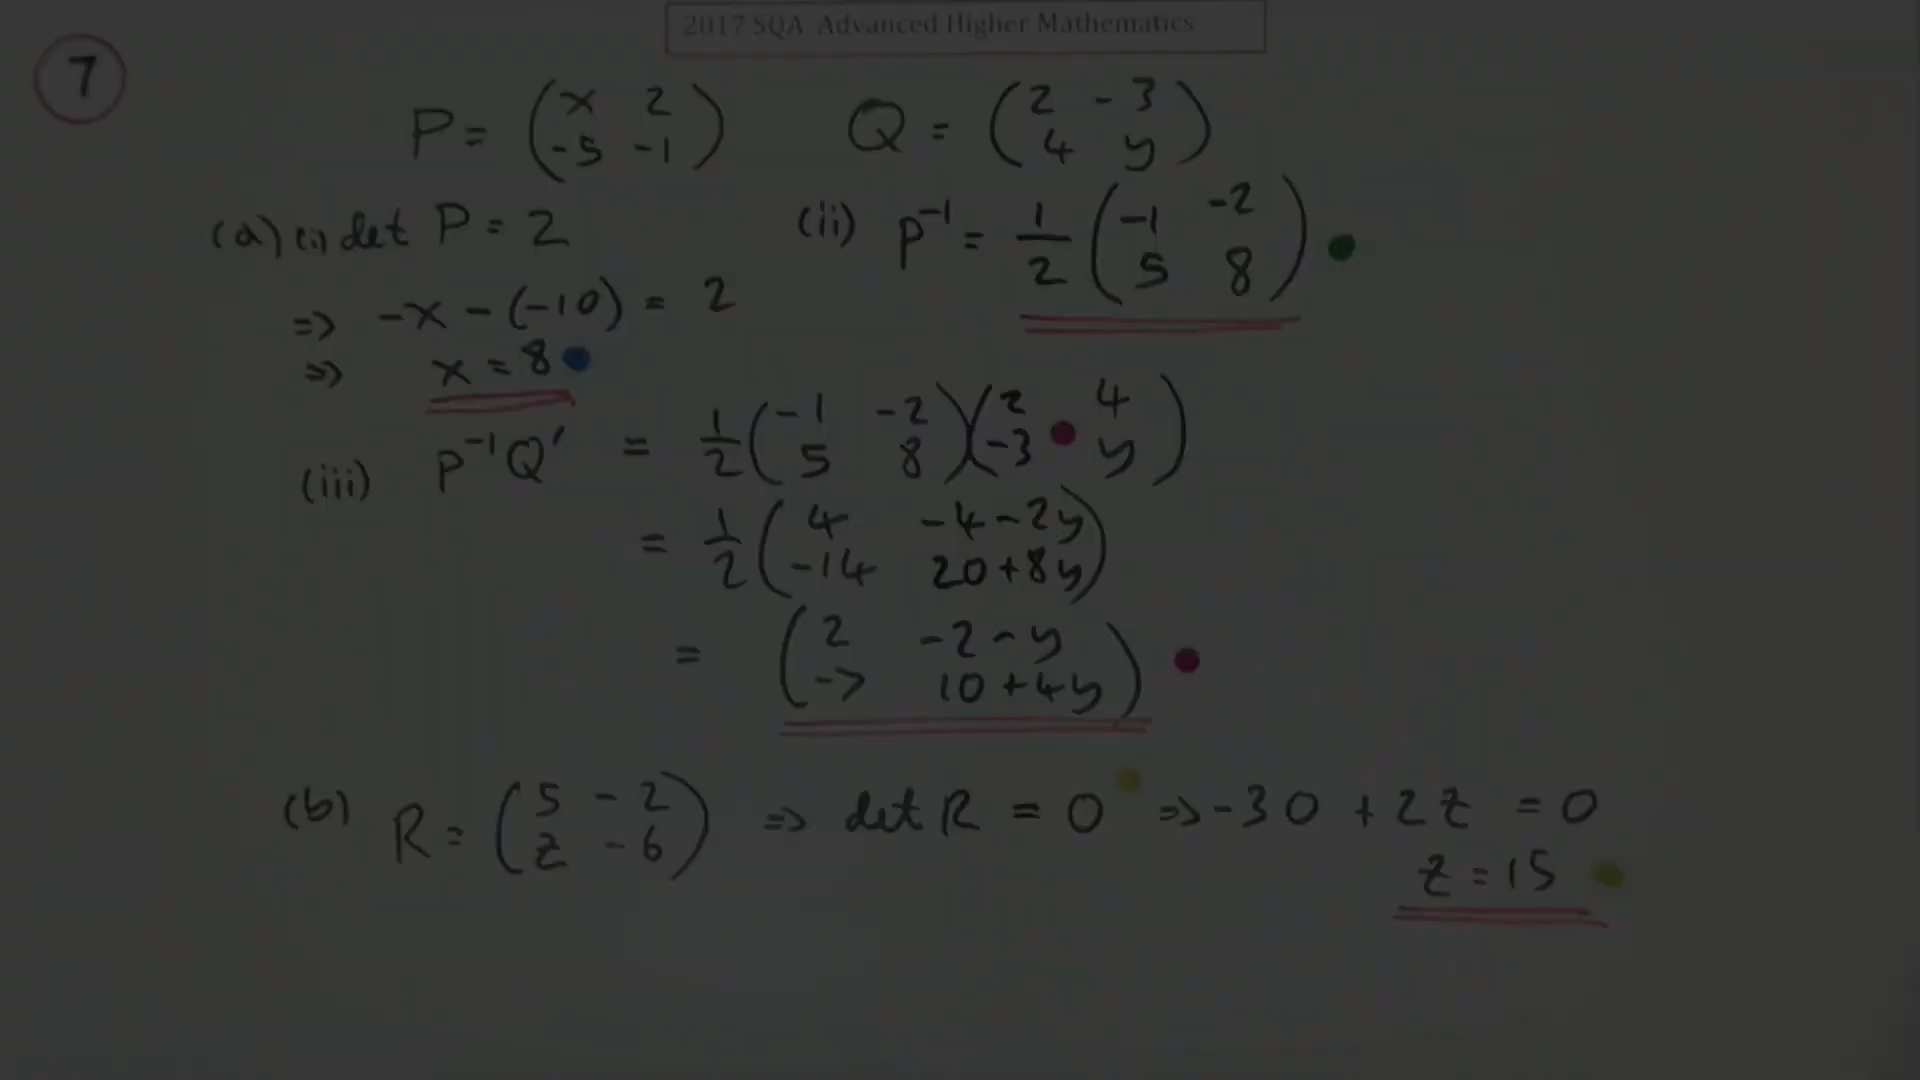 2017 SQA Advanced Higher Mathematics
7
P = (x 2 Q = (2 -3
-5 -1) 4 y)
(a) (i) det P = 2 (ii) P⁻¹ = 1/2 (-1 -2
5 8)
=> -x - (-10) = 2
=> x = 8
(iii) P⁻¹Q' = 1/2 (-1 -2 (2 4
5 8) -3 y)
= 1/2 (4 -4-2y
-14 20+8y)
= (2 -2-y
-7 10+4y)
(b) R = (5 -2 => det R = 0 => -30 + 2z = 0
z -6)
z = 15